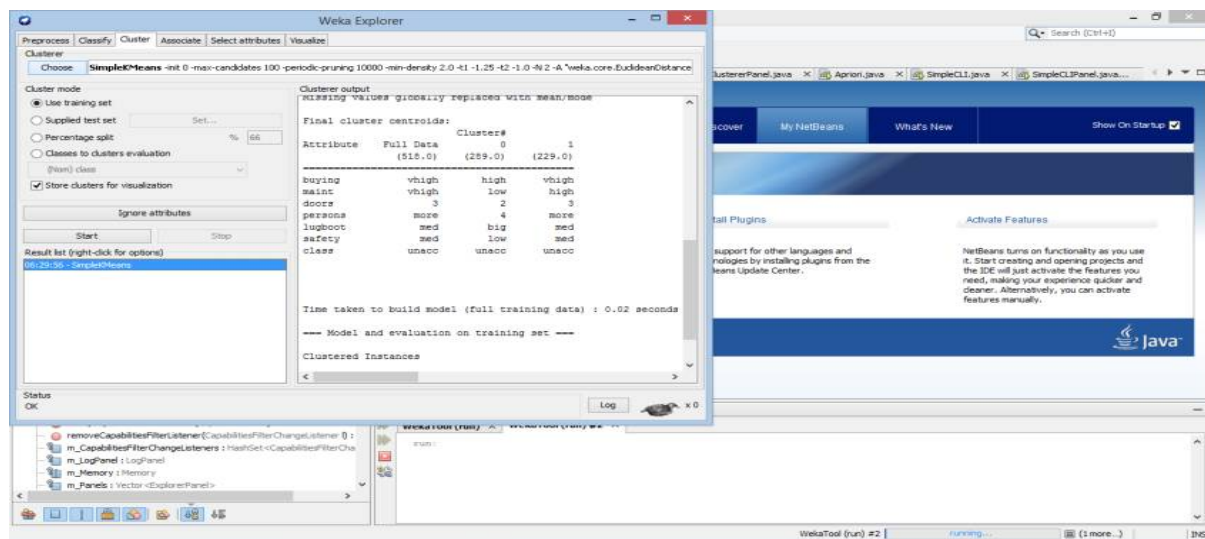 Weka Explorer
Preprocess Classify Cluster Associate Select attributes Visualize
Clusterer
Choose SimpleKMeans -init 0 -max-candidates 100 -periodic-pruning 10000 -min-density 2.0 -t1 -1.25 -t2 -1.0 -N 2 -A "weka.core.EuclideanDistance
Cluster mode
Use training set
Supplied test set Set...
Percentage split % 66
Classes to clusters evaluation
(Nom) class
Store clusters for visualization
Ignore attributes
Start Stop
Result list (right-click for options)
06:29:56 - SimpleKMeans
Clusterer output
Missing values globally replaced with mean/mode
Final cluster centroids:
Cluster#
Attribute Full Data 0 1
(518.0) (289.0) (229.0)
buying vhigh high vhigh
maint vhigh low high
doors 3 2 3
persons more 4 more
lugboot med big med
safety med low med
class unacc unacc unacc
Time taken to build model (full training data) : 0.02 seconds
=== Model and evaluation on training set ===
Clustered Instances
Status
OK
Log x 0
Search (Ctrl+I)
ClustererPanel.java Apriori.java SimpleCLI.java SimpleCLIPanel.java...
scover My NetBeans What's New Show On Startup
tall Plugins
support for other languages and
nologies by installing plugins from the
Beans Update Center.
Activate Features
NetBeans turns on functionality as you use
it. Start creating and opening projects and
the IDE will just activate the features you
need, making your experience quicker and
cleaner. Alternatively, you can activate
features manually.
Java
removeCapabilitiesFilterListener(CapabilitiesFilterChangeListener l) :
m_CapabilitiesFilterChangeListeners : HashSet<CapabilitiesFilterCha
m_LogPanel : LogPanel
m_Memory : Memory
m_Panels : Vector<ExplorerPanel>
WekaTool (run) WekaTool (run) #2
run:
WekaTool (run) #2 running... (1 more...) INS